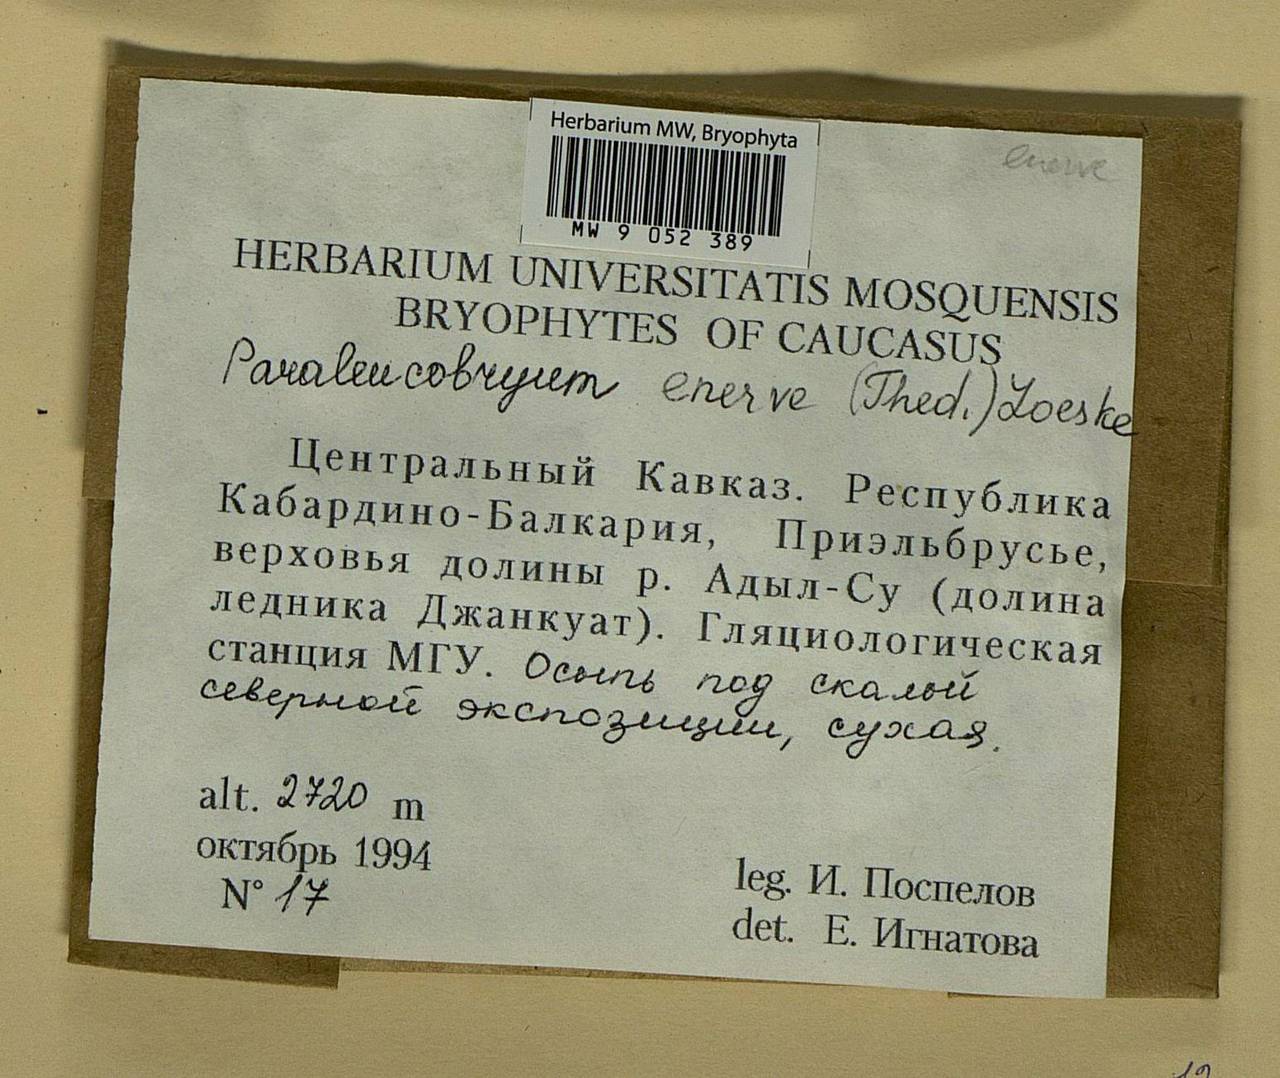 Herbarium MW, Bryophyta
MW 9 052 389
enerve
HERBARIUM UNIVERSITATIS MOSQUENSIS
BRYOPHYTES OF CAUCASUS
Paraleucobryum enerve (Thed.) Loeske
Центральный Кавказ. Республика
Кабардино-Балкария, Приэльбрусье,
верховья долины р. Адыл-Су (долина
ледника Джанкуат). Гляциологическая
станция МГУ. Осыпь под скалой
северной экспозиции, сухая.
alt. 2720 m
октябрь 1994
N° 17
leg. И. Поспелов
det. Е. Игнатова
12